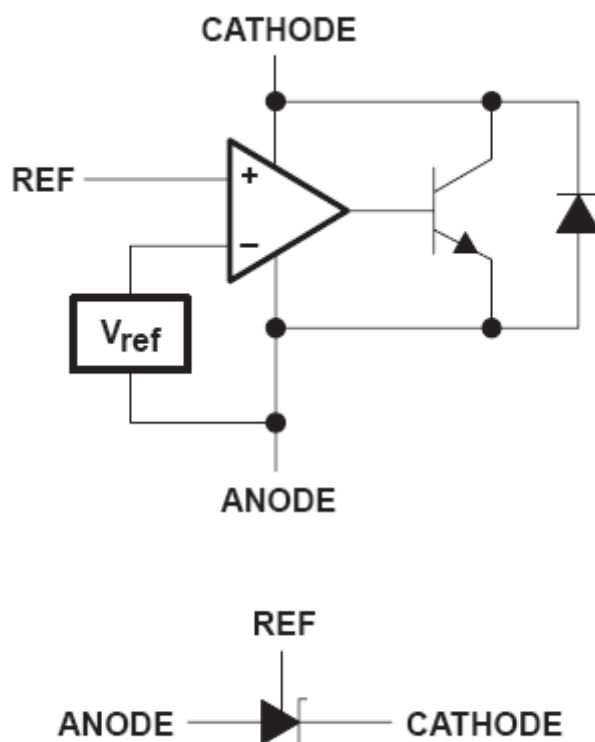 CATHODE
REF
+
−
Vref
ANODE
REF
ANODE
CATHODE